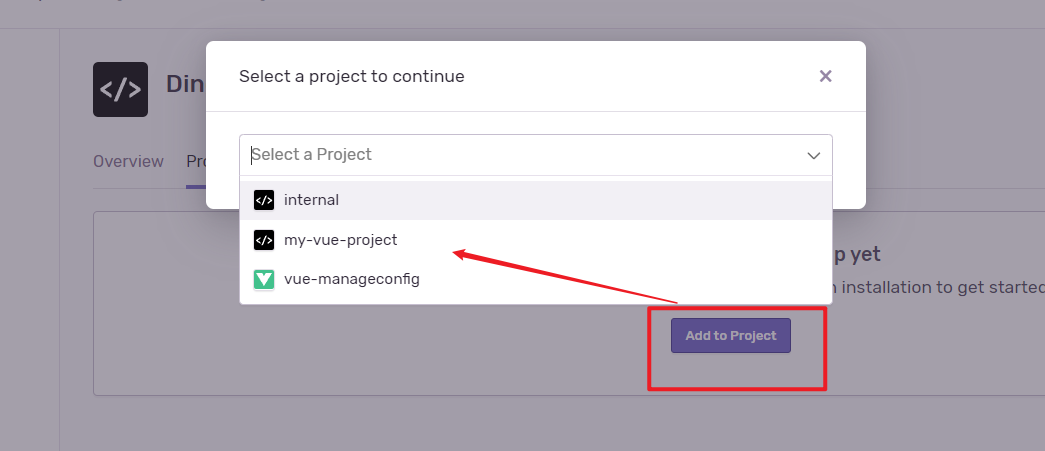 Select a project to continue
Din
Overview
Pro
Select a Project
internal
my-vue-project
vue-manageconfig
p yet
n installation to get started
Add to Project